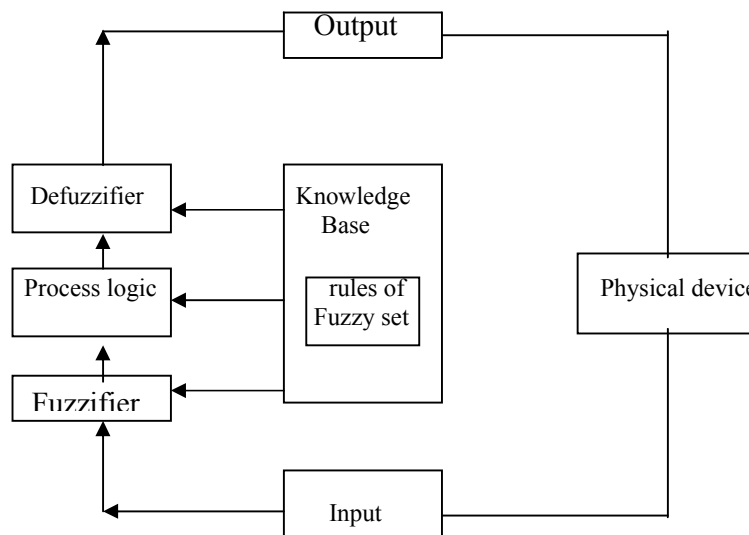 Output
Defuzzifier
Knowledge
Base
Process logic
rules of
Fuzzy set
Physical device
Fuzzifier
Input